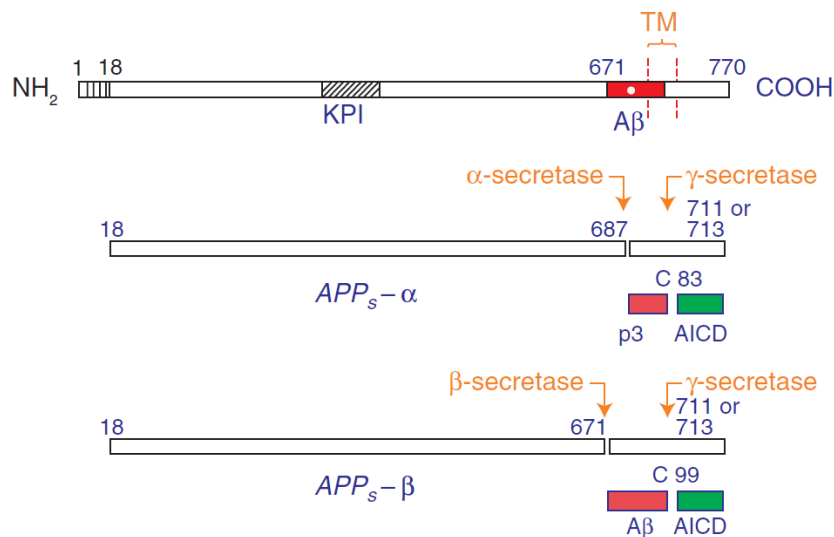 TM
1 18 671 770
NH₂ COOH
KPI Aβ
α-secretase γ-secretase
711 or
18 687 713
C 83
APPₛ – α
p3 AICD
β-secretase γ-secretase
711 or
18 671 713
C 99
APPₛ – β
Aβ AICD